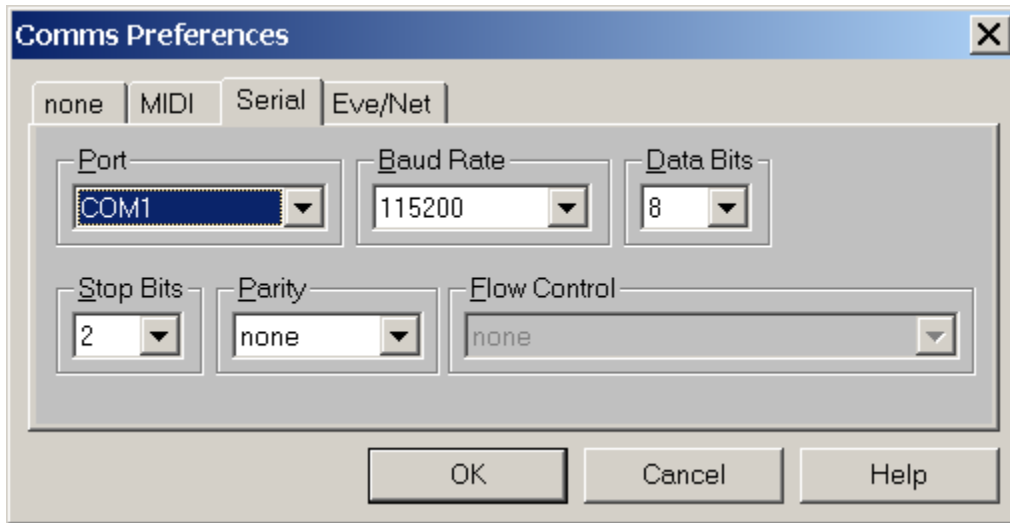 Comms Preferences
none MIDI Serial Eve/Net
Port Baud Rate Data Bits
COM1 115200 8
Stop Bits Parity Flow Control
2 none none
OK Cancel Help